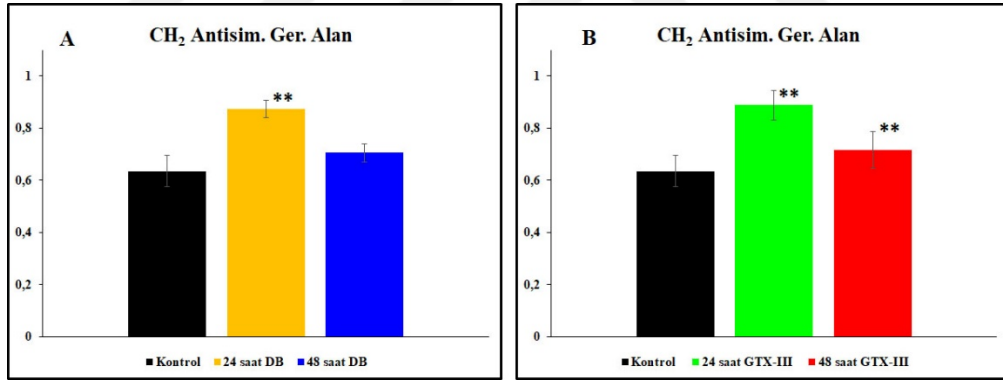 A
CH₂ Antisim. Ger. Alan
1
**
0,8
0,6
0,4
0,2
0
Kontrol 24 saat DB 48 saat DB
B
CH₂ Antisim. Ger. Alan
1
**
**
0,8
0,6
0,4
0,2
0
Kontrol 24 saat GTX-III 48 saat GTX-III